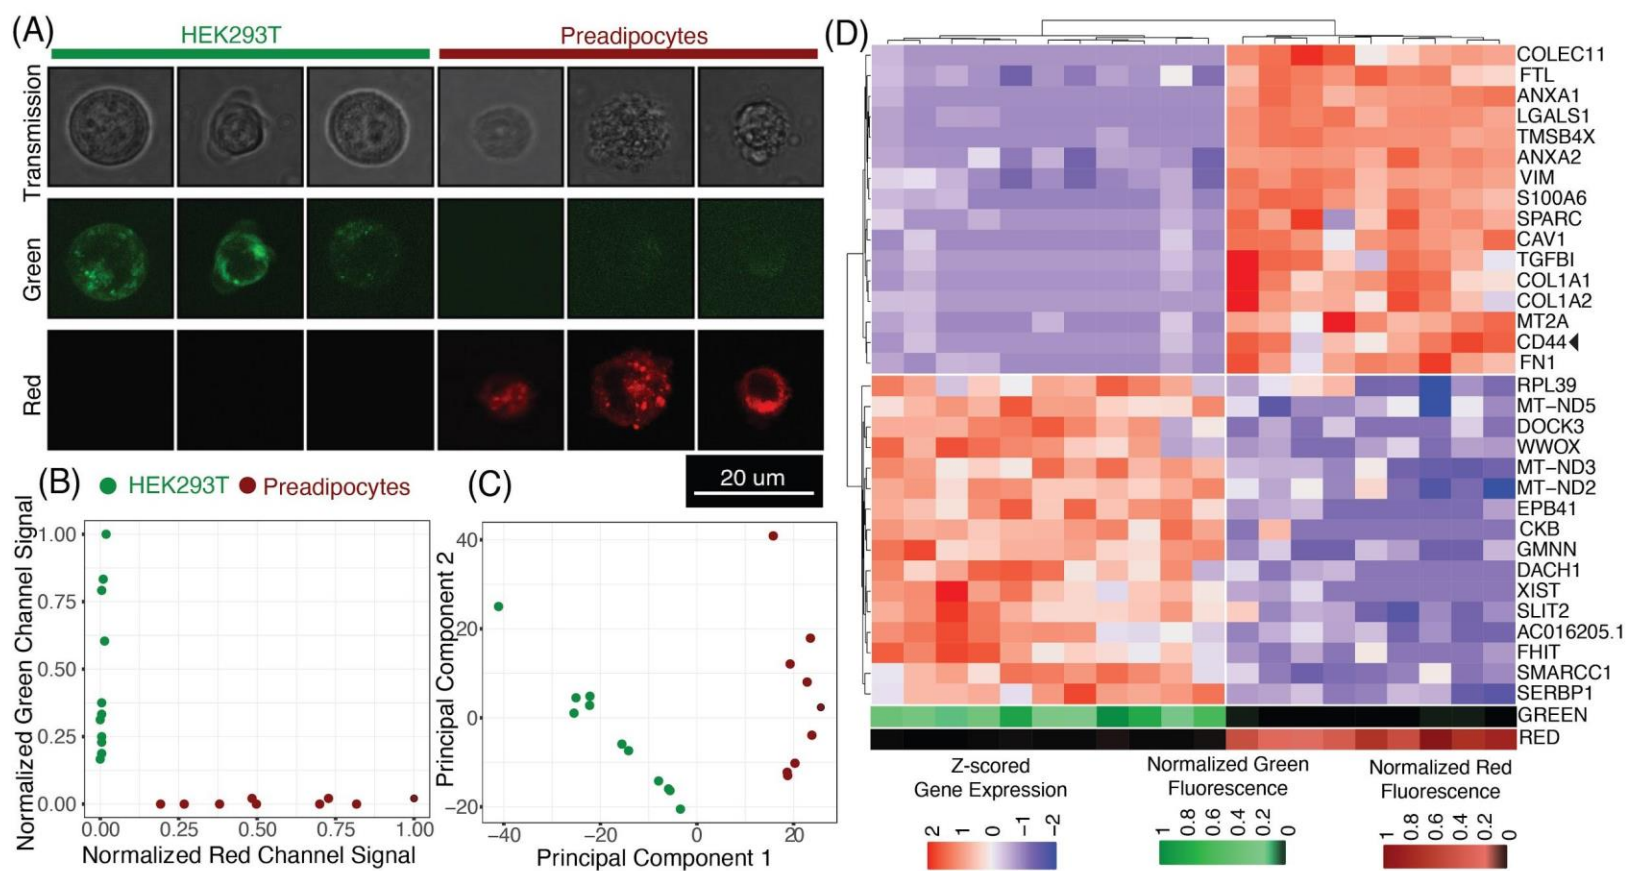 (A)
HEK293T
Preadipocytes
Transmission
Green
Red
20 um
(B)
HEK293T
Preadipocytes
Normalized Green Channel Signal
1.00
0.75
0.50
0.25
0.00
0.00
0.25
0.50
0.75
1.00
Normalized Red Channel Signal
(C)
Principal Component 2
40
20
0
−20
−40
−20
0
20
Principal Component 1
(D)
COLEC11
FTL
ANXA1
LGALS1
TMSB4X
ANXA2
VIM
S100A6
SPARC
CAV1
TGFBI
COL1A1
COL1A2
MT2A
CD44
FN1
RPL39
MT−ND5
DOCK3
WWOX
MT−ND3
MT−ND2
EPB41
CKB
GMNN
DACH1
XIST
SLIT2
AC016205.1
FHIT
SMARCC1
SERBP1
GREEN
RED
Z-scored
Gene Expression
2 1 0 −1 −2
Normalized Green
Fluorescence
1 0.8 0.6 0.4 0.2 0
Normalized Red
Fluorescence
1 0.8 0.6 0.4 0.2 0